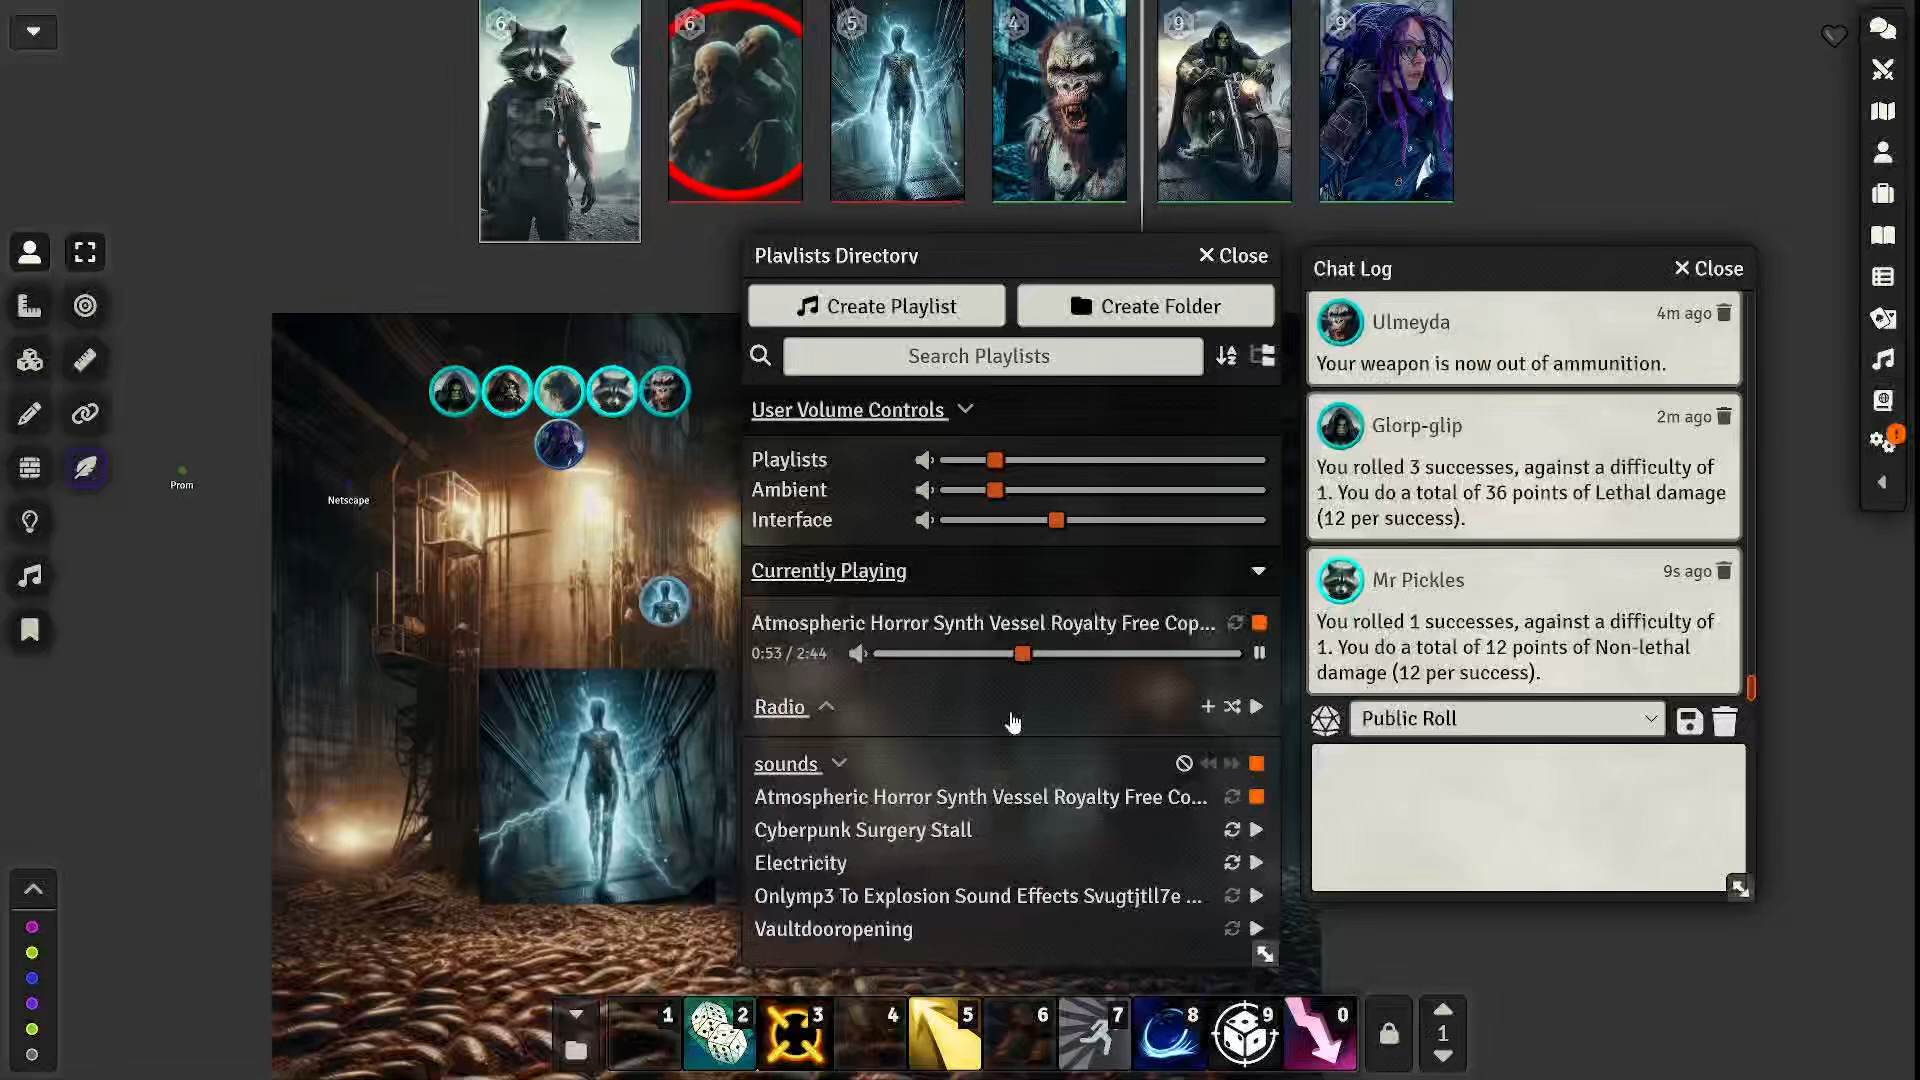 6
6
5
4
9
9
Playlists Directory
Close
Create Playlist
Create Folder
Search Playlists
User Volume Controls
Playlists
Ambient
Interface
Currently Playing
Atmospheric Horror Synth Vessel Royalty Free Cop...
0:53 / 2:44
Radio
sounds
Atmospheric Horror Synth Vessel Royalty Free Co...
Cyberpunk Surgery Stall
Electricity
Onlymp3 To Explosion Sound Effects Svugtjtll7e ...
Vaultdooropening
Chat Log
Close
Ulmeyda
4m ago
Your weapon is now out of ammunition.
Glorp-glip
2m ago
You rolled 3 successes, against a difficulty of
1. You do a total of 36 points of Lethal damage
(12 per success).
Mr Pickles
9s ago
You rolled 1 successes, against a difficulty of
1. You do a total of 12 points of Non-lethal
damage (12 per success).
Public Roll
Prom
Netscape
1
2
3
4
5
6
7
8
9
0
1